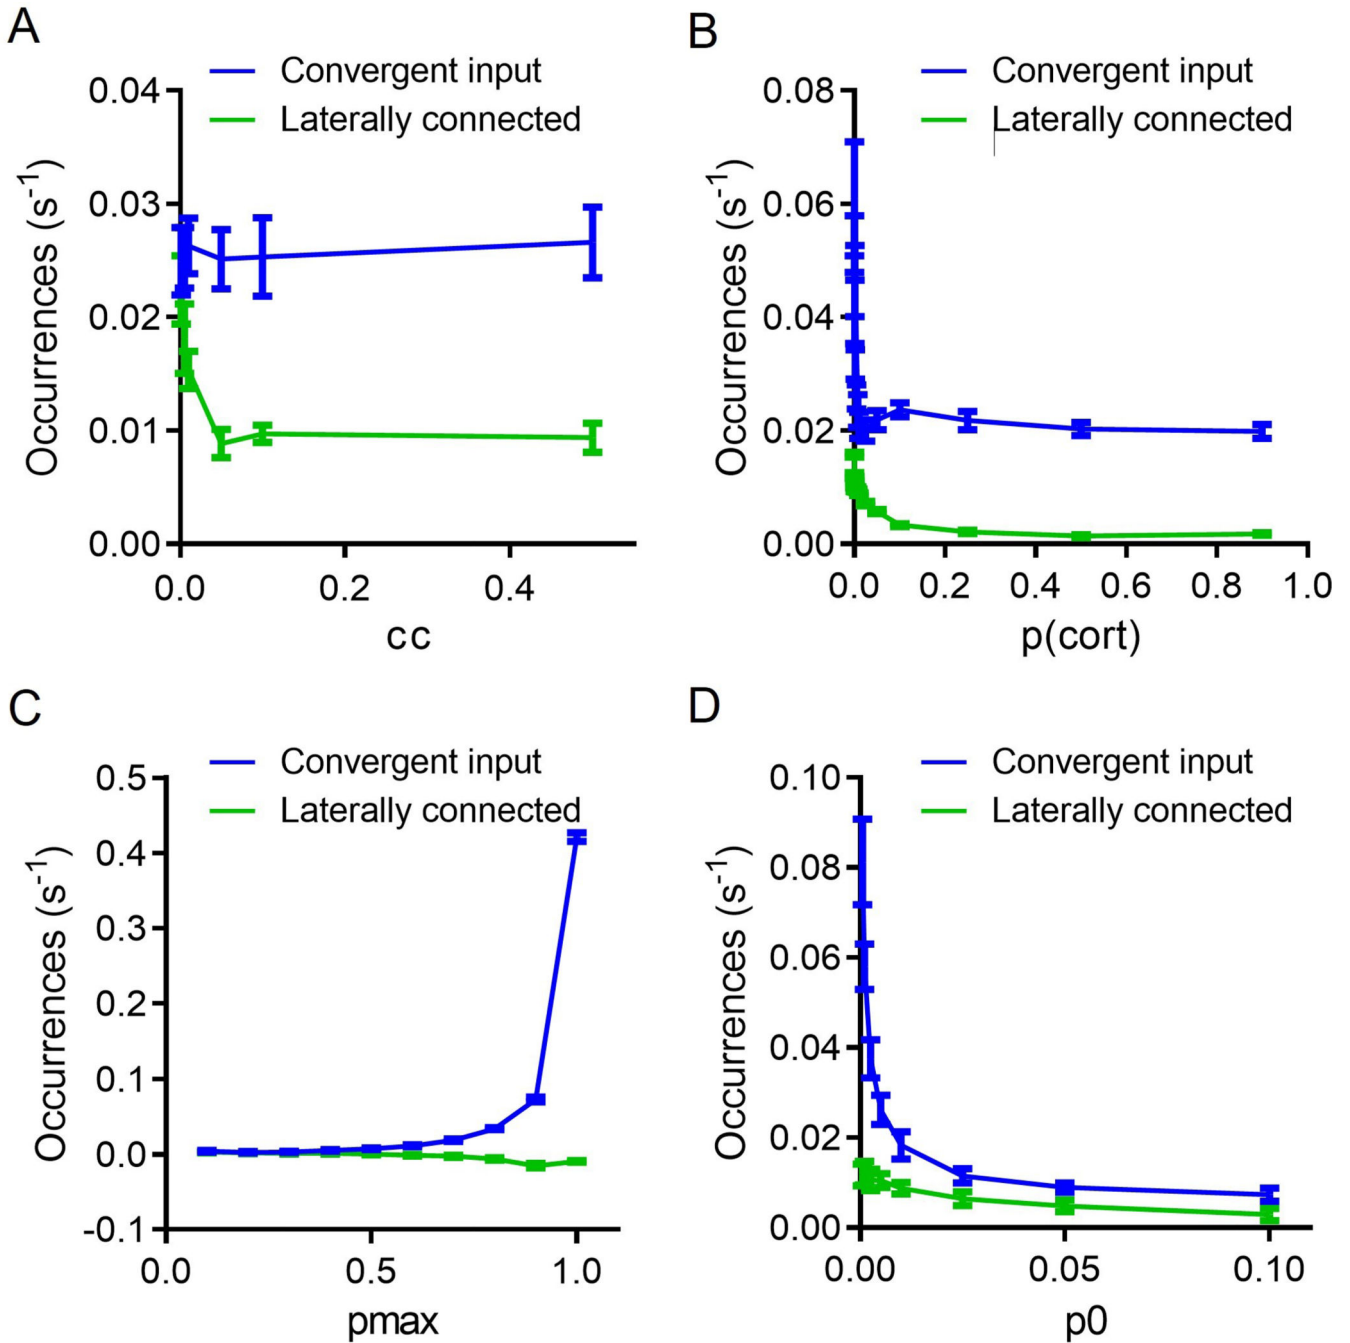 A
Convergent input
Laterally connected
0.04
0.03
0.02
0.01
0.00
Occurrences (s⁻¹)
0.0 0.2 0.4
cc
B
Convergent input
Laterally connected
0.08
0.06
0.04
0.02
0.00
Occurrences (s⁻¹)
0.0 0.2 0.4 0.6 0.8 1.0
p(cort)
C
Convergent input
Laterally connected
0.5
0.4
0.3
0.2
0.1
0.0
-0.1
Occurrences (s⁻¹)
0.0 0.5 1.0
pmax
D
Convergent input
Laterally connected
0.10
0.08
0.06
0.04
0.02
0.00
Occurrences (s⁻¹)
0.00 0.05 0.10
p0